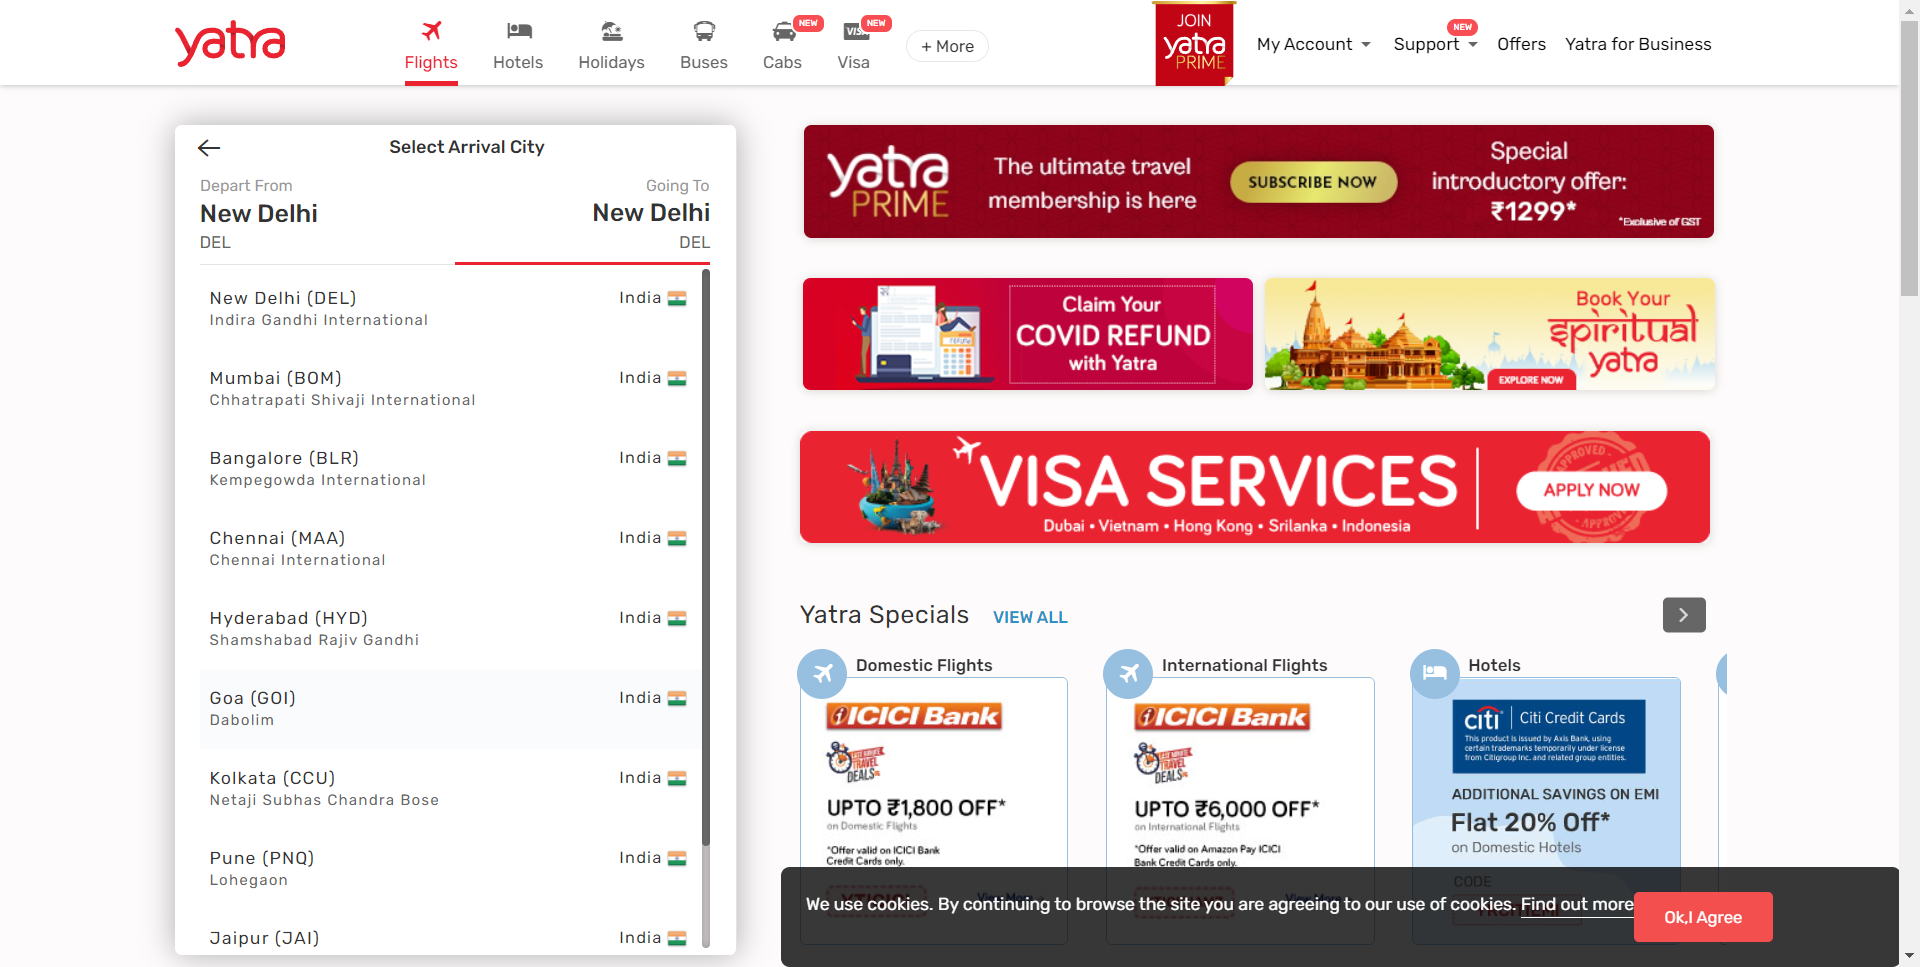 yatra
Flights
Hotels
Holidays
Buses
Cabs
NEW
VISA
NEW
Visa
+ More
JOIN
yatra
PRIME
My Account
Support
NEW
Offers
Yatra for Business
Select Arrival City
Depart From
New Delhi
DEL
Going To
New Delhi
DEL
New Delhi (DEL)
India
Indira Gandhi International
Mumbai (BOM)
India
Chhatrapati Shivaji International
Bangalore (BLR)
India
Kempegowda International
Chennai (MAA)
India
Chennai International
Hyderabad (HYD)
India
Shamshabad Rajiv Gandhi
Goa (GOI)
India
Dabolim
Kolkata (CCU)
India
Netaji Subhas Chandra Bose
Pune (PNQ)
India
Lohegaon
Jaipur (JAI)
India
yatra
PRIME
The ultimate travel
membership is here
SUBSCRIBE NOW
Special
introductory offer:
₹1299*
*Exclusive of GST
Claim Your
COVID REFUND
with Yatra
Book Your
spiritual
yatra
EXPLORE NOW
VISA SERVICES
Dubai • Vietnam • Hong Kong • Srilanka • Indonesia
APPROVED
APPLY NOW
Yatra Specials
VIEW ALL
Domestic Flights
ICICI Bank
LAST MINUTE
TRAVEL
DEALS
UPTO ₹1,800 OFF*
on Domestic Flights
*Offer valid on ICICI Bank
Credit Cards only.
View More
International Flights
ICICI Bank
LAST MINUTE
TRAVEL
DEALS
UPTO ₹6,000 OFF*
on International Flights
*Offer valid on Amazon Pay ICICI
Bank Credit Cards only.
View More
Hotels
citi
Citi Credit Cards
This product is issued by Axis Bank, using
certain trademarks temporarily under license
from Citigroup Inc. and related group entities.
ADDITIONAL SAVINGS ON EMI
Flat 20% Off*
on Domestic Hotels
CODE
We use cookies. By continuing to browse the site you are agreeing to our use of cookies. Find out more
Ok,I Agree